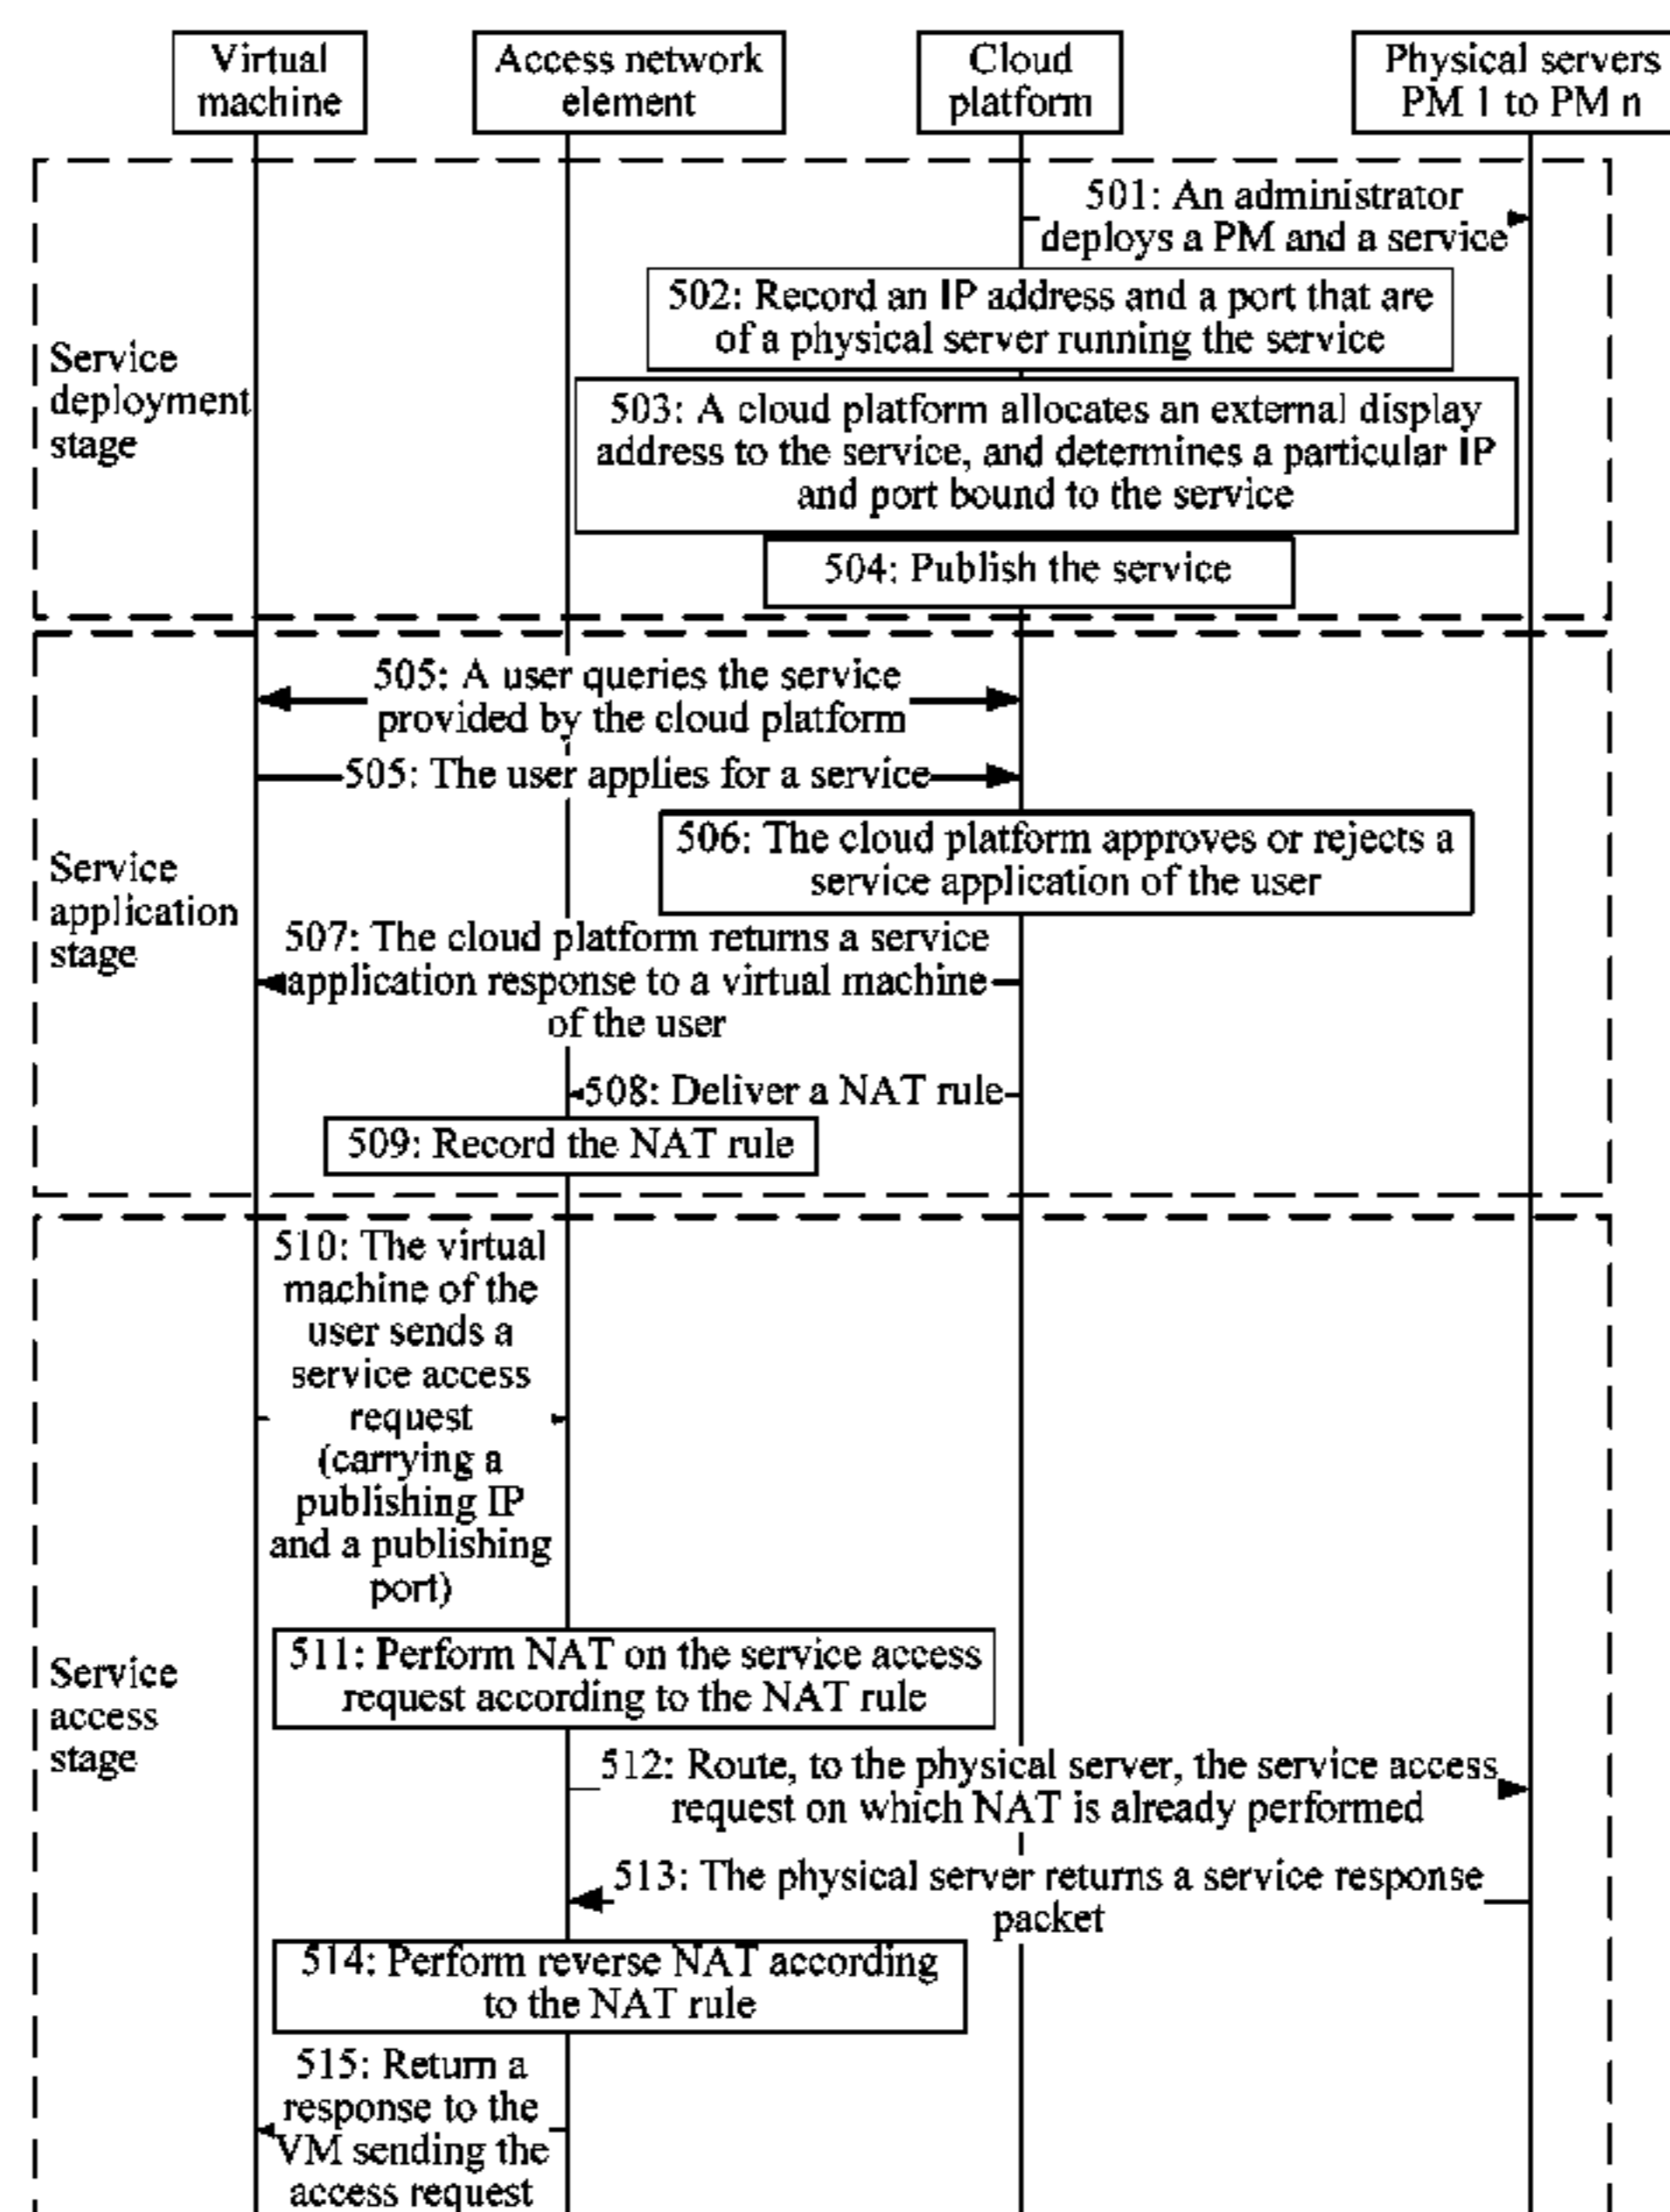 Virtual
machine
Access network
element
Cloud
platform
Physical servers
PM 1 to PM n
Service
deployment
stage
501: An administrator
deploys a PM and a service
502: Record an IP address and a port that are
of a physical server running the service
503: A cloud platform allocates an external display
address to the service, and determines a particular IP
and port bound to the service
504: Publish the service
Service
application
stage
505: A user queries the service
provided by the cloud platform
505: The user applies for a service
506: The cloud platform approves or rejects a
service application of the user
507: The cloud platform returns a service
application response to a virtual machine
of the user
508: Deliver a NAT rule
509: Record the NAT rule
Service
access
stage
510: The virtual
machine of the
user sends a
service access
request
(carrying a
publishing IP
and a publishing
port)
511: Perform NAT on the service access
request according to the NAT rule
512: Route, to the physical server, the service access
request on which NAT is already performed
513: The physical server returns a service response
packet
514: Perform reverse NAT according
to the NAT rule
515: Return a
response to the
VM sending the
access request